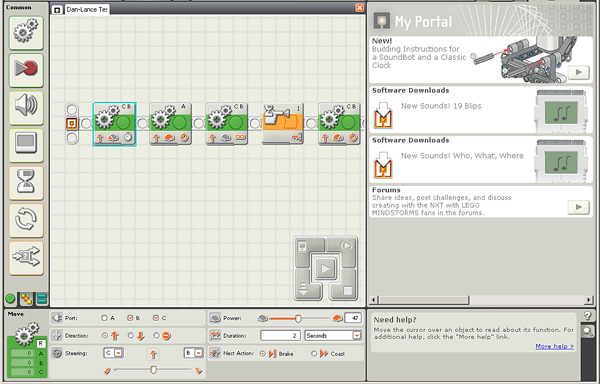 Common
Dan-Lance Te:
C B
A
C B
1
C B
My Portal
New!
Building Instructions for
a SoundBot and a Classic
Clock
Software Downloads
New Sounds! 19 Blips
Software Downloads
New Sounds! Who, What, Where
Forums
Share ideas, post challenges, and discuss
creating with the NXT with LEGO
MINDSTORMS fans in the forums.
Move
R
0 A
0 B
0 C
Port: A B C
Direction:
Steering: C B
Power: 47
Duration: 2 Seconds
Next Action: Brake Coast
Need help?
Move the cursor over an object to read about its function. For
additional help, click the "More help" link.
More help »
?